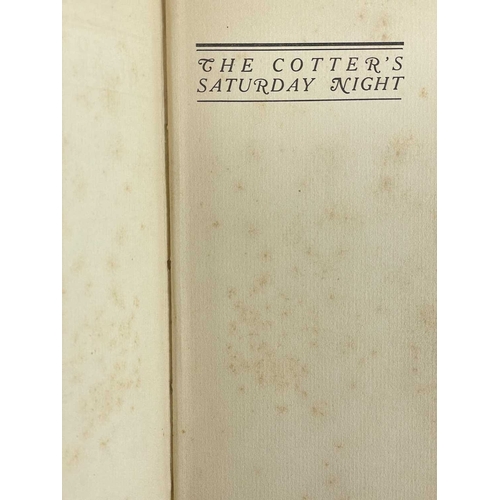 THE COTTER'S
SATURDAY NIGHT